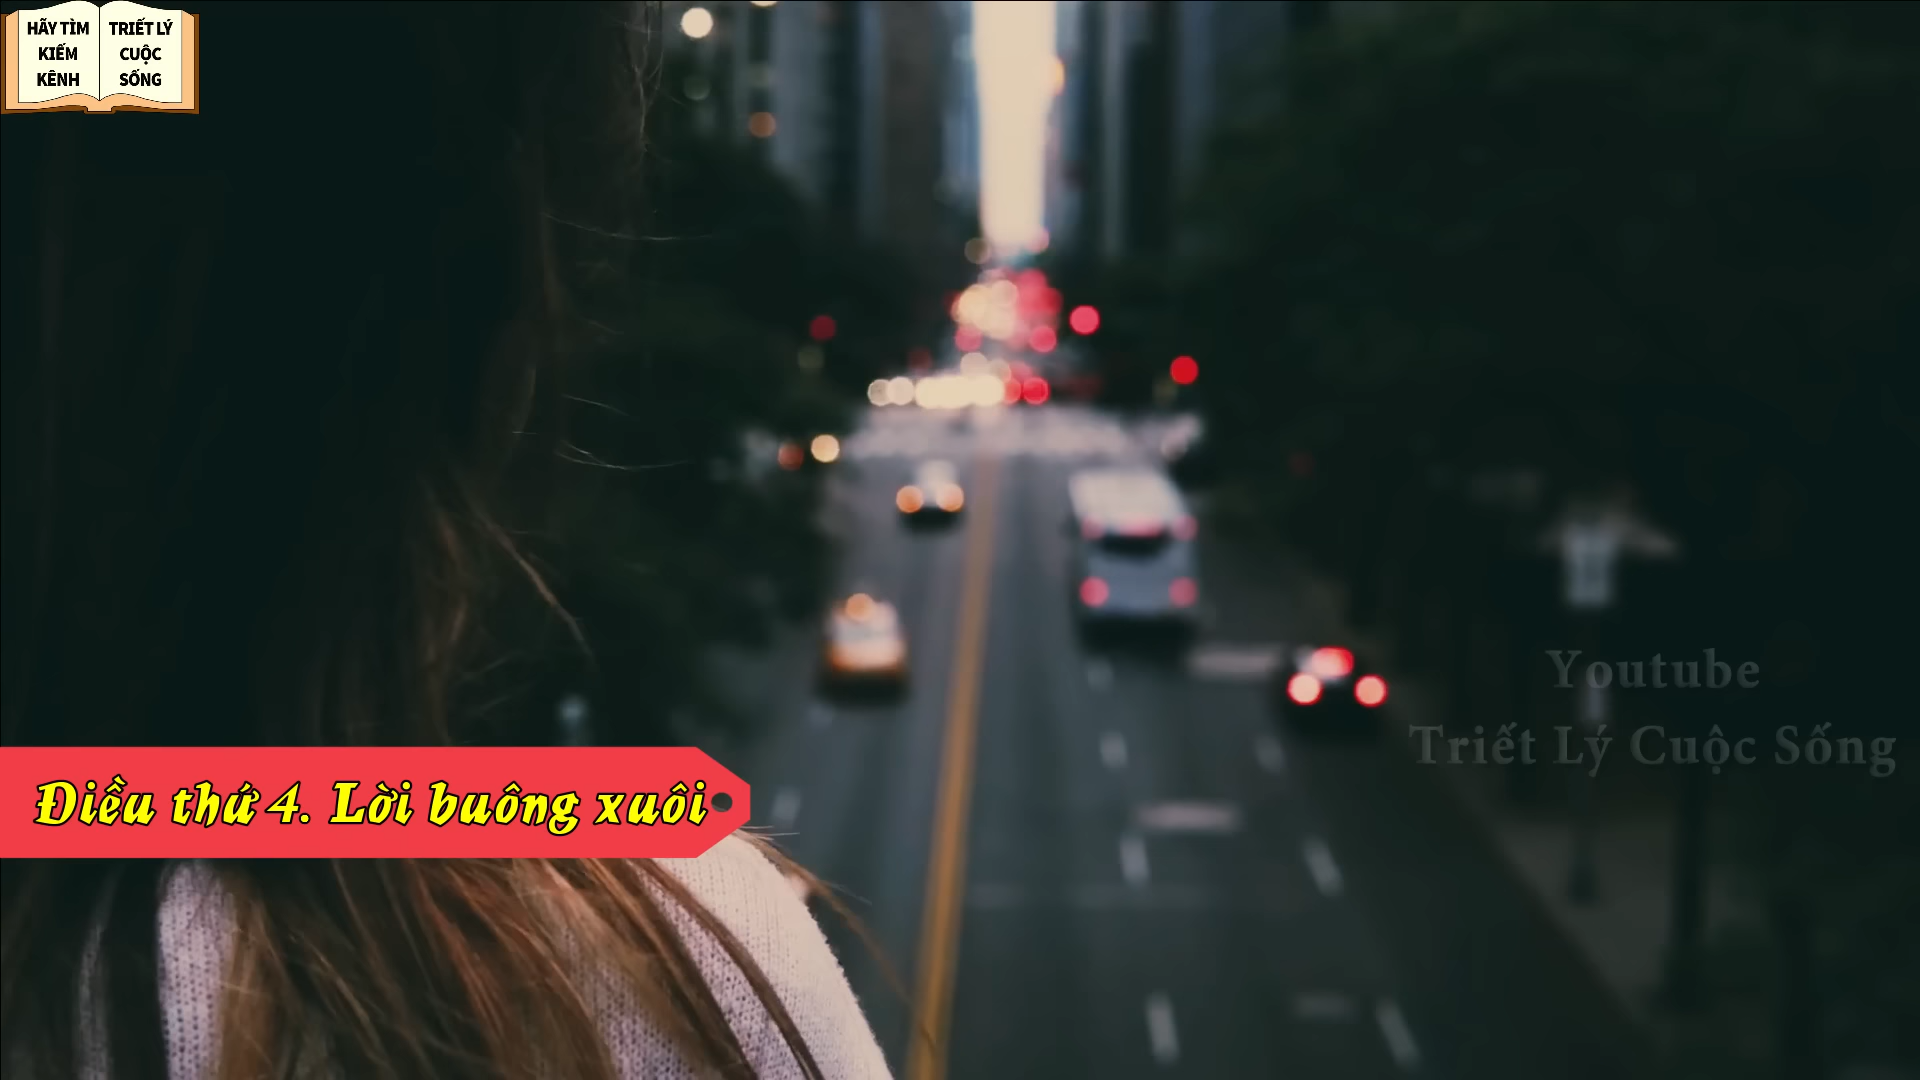 HÃY TÌM
KIẾM
KÊNH
TRIẾT LÝ
CUỘC
SỐNG
Youtube
Triết Lý Cuộc Sống
Điều thứ 4. Lời buông xuôi